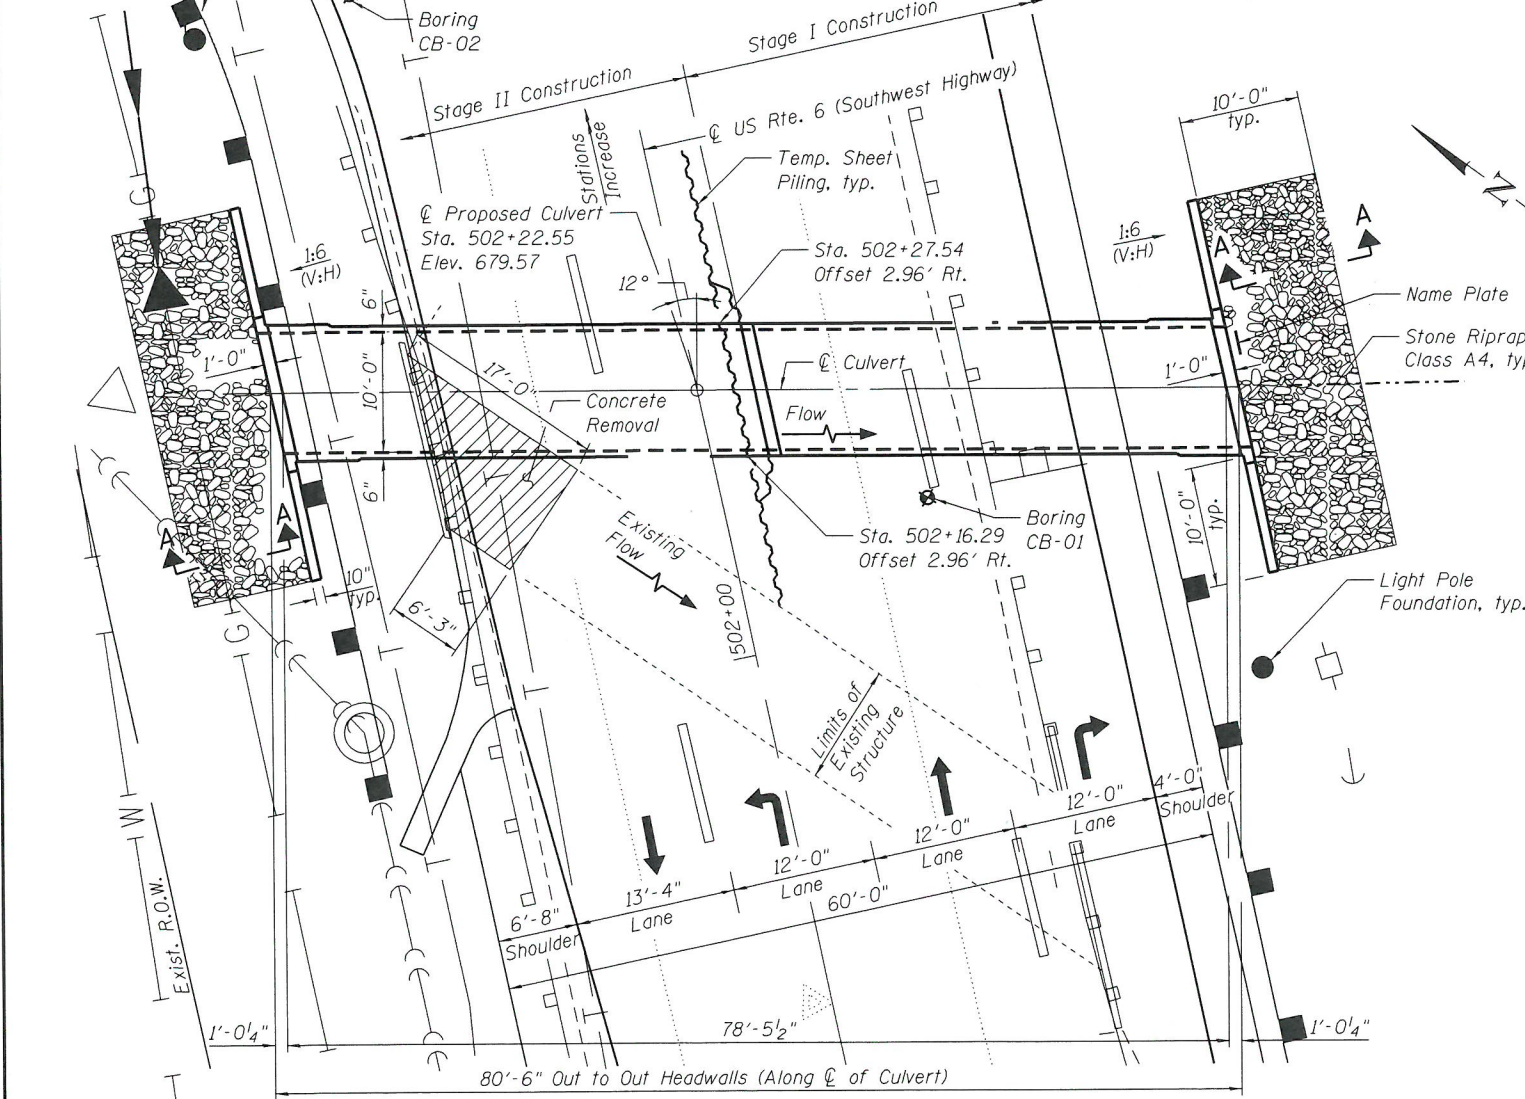 Boring
CB-02
Stage II Construction
Stage I Construction
℄ US Rte. 6 (Southwest Highway)
Stations
Increase
Temp. Sheet
Piling, typ.
10'-0"
typ.
N
T
G
℄ Proposed Culvert
Sta. 502+22.55
Elev. 679.57
12°
Sta. 502+27.54
Offset 2.96' Rt.
1:6
(V:H)
1:6
(V:H)
A
A
Name Plate
Stone Riprap
Class A4, typ
6"
1'-0"
10'-0"
17'-0
℄ Culvert
1'-0"
Concrete
Removal
Flow
T
6"
A
A
10"
typ.
Existing
Flow
Sta. 502+16.29
Offset 2.96' Rt.
Boring
CB-01
10'-0"
typ.
Light Pole
Foundation, typ.
6'-3"
502+00
G
T
T
Limits of
Existing
Structure
W
T
Exist. R.O.W.
6'-8"
Shoulder
13'-4"
Lane
12'-0"
Lane
12'-0"
Lane
12'-0"
Lane
4'-0"
Shoulder
60'-0"
T
1'-0¼"
78'-5½"
1'-0¼"
80'-6" Out to Out Headwalls (Along ℄ of Culvert)